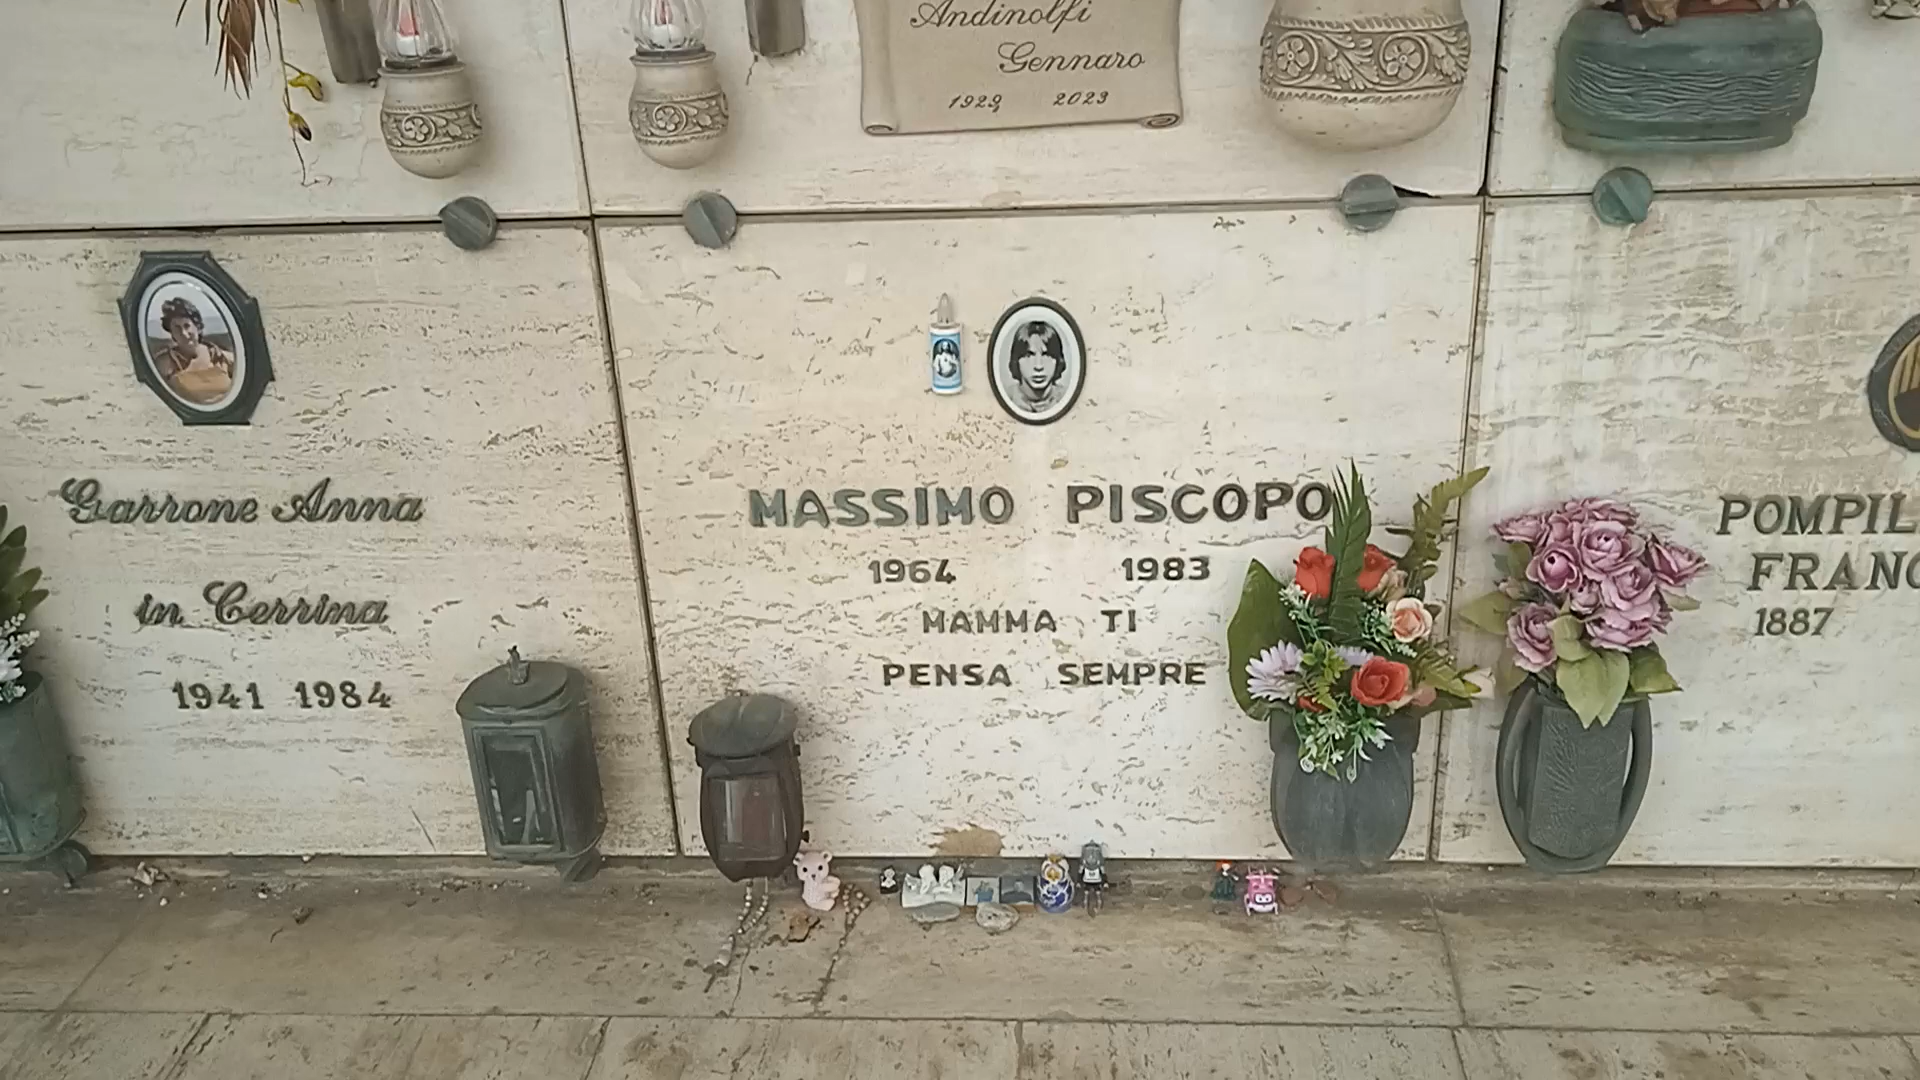 Andinolfi
Gennaro
1929 2023
Garrone Anna
in Cerrina
1941 1984
MASSIMO PISCOPO
1964 1983
MAMMA TI
PENSA SEMPRE
POMPIL
FRANC
1887